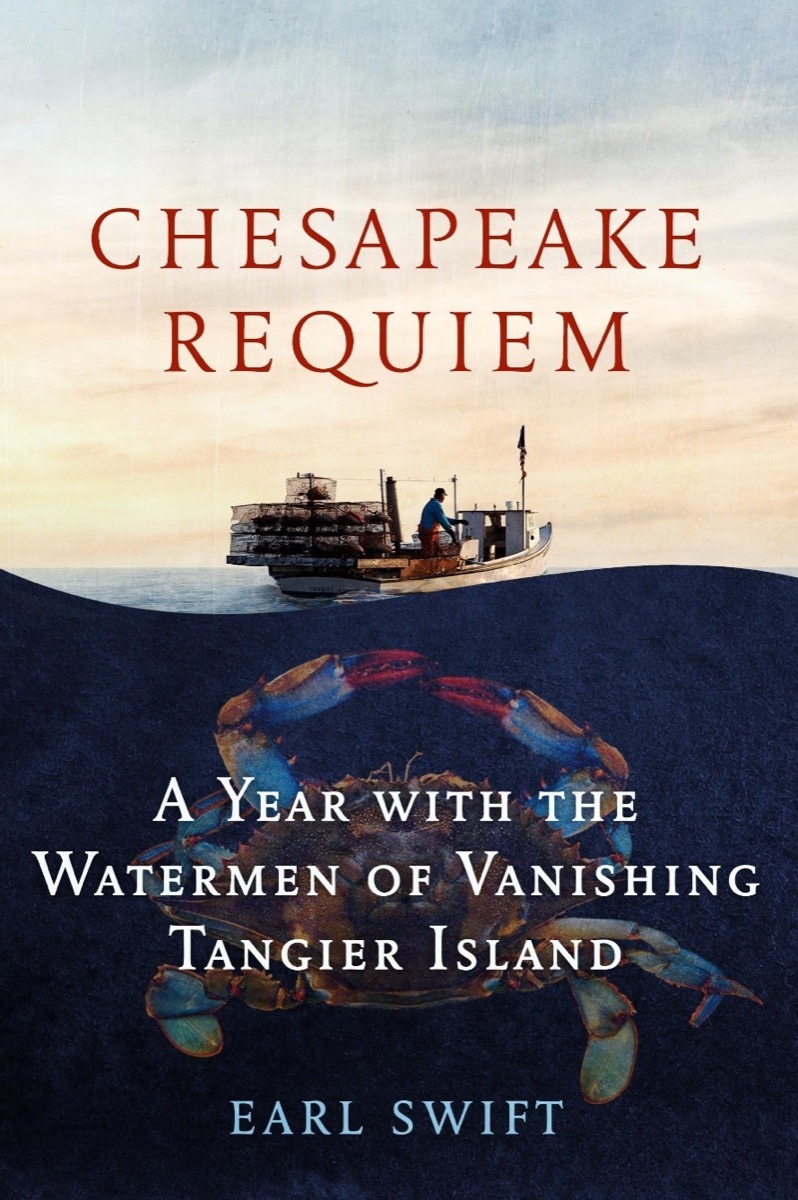 CHESAPEAKE
REQUIEM
A YEAR WITH THE
WATERMEN OF VANISHING
TANGIER ISLAND
EARL SWIFT